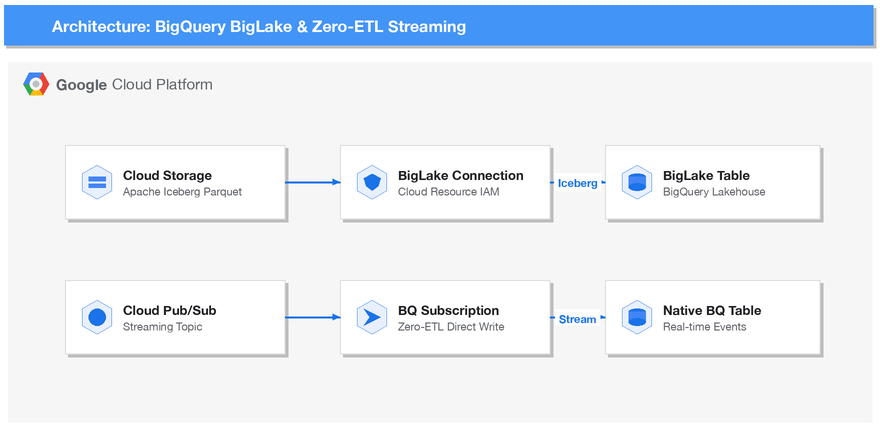 Architecture: BigQuery BigLake & Zero-ETL Streaming
Google Cloud Platform
Cloud Storage
Apache Iceberg Parquet
BigLake Connection
Cloud Resource IAM
Iceberg
BigLake Table
BigQuery Lakehouse
Cloud Pub/Sub
Streaming Topic
BQ Subscription
Zero-ETL Direct Write
Stream
Native BQ Table
Real-time Events